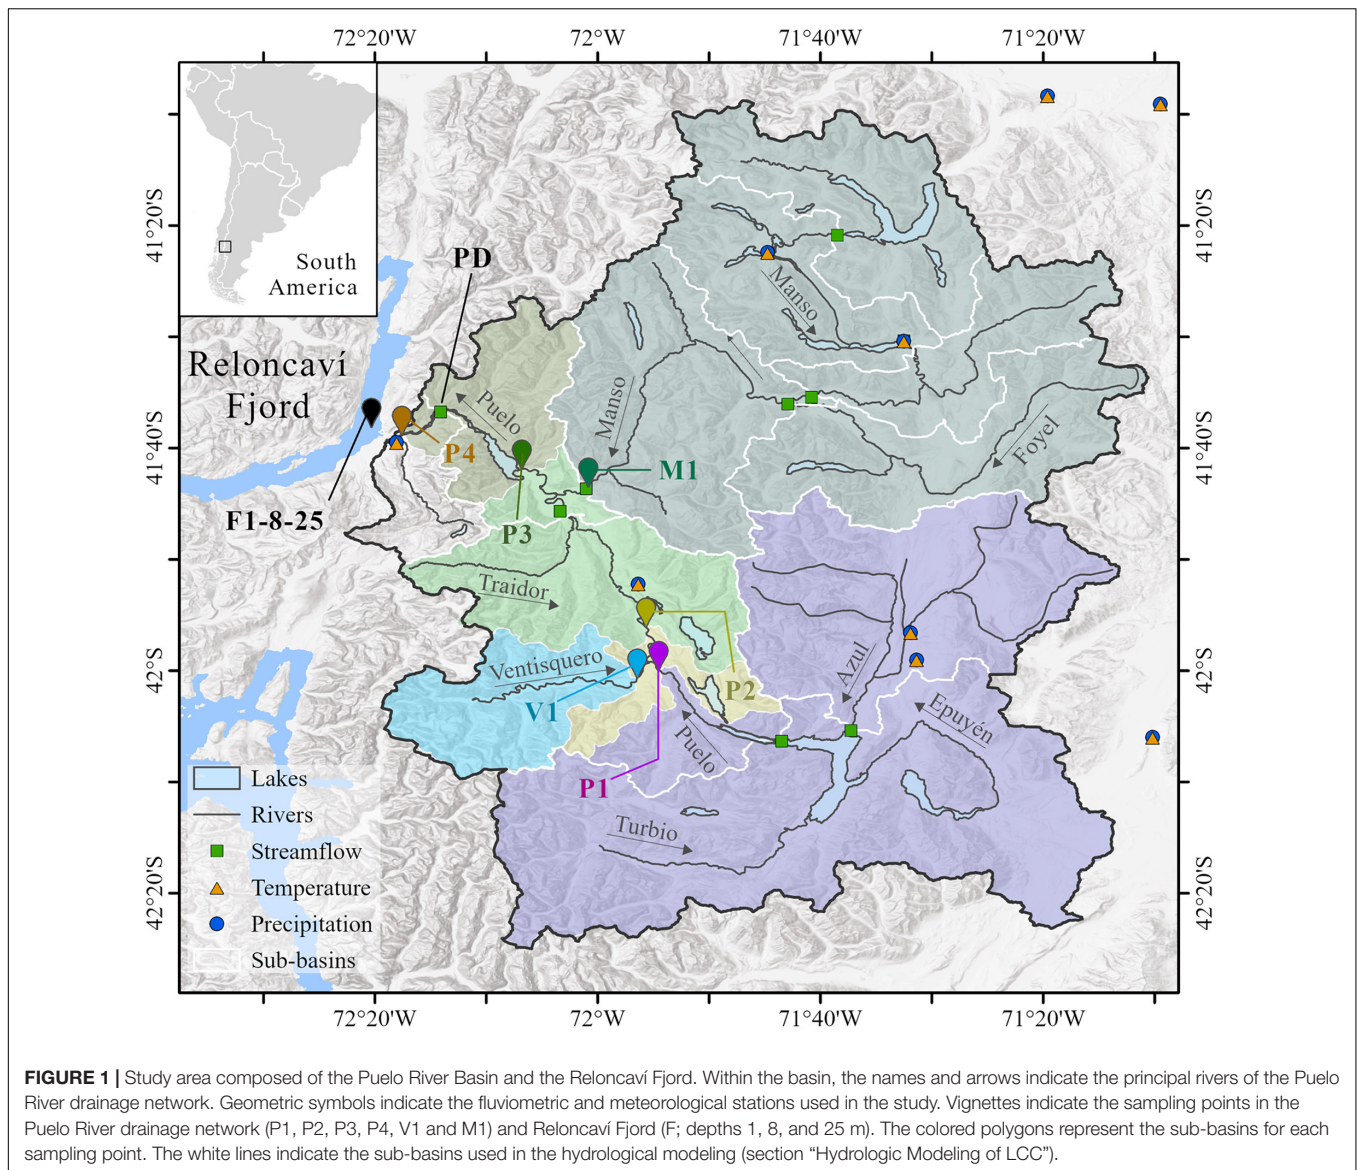 72°20'W 72°W 71°40'W 71°20'W
41°20'S 41°20'S
South
America
PD
Manso
Reloncaví
Fjord
Puelo
Manso
41°40'S 41°40'S
P4
M1
Foyel
F1-8-25
P3
Traidor
42°S 42°S
Ventisquero
Azul
P2
V1
Epuyén
Puelo
P1
Lakes
Rivers
Turbio
Streamflow
Temperature
42°20'S 42°20'S
Precipitation
Sub-basins
72°20'W 72°W 71°40'W 71°20'W
FIGURE 1 | Study area composed of the Puelo River Basin and the Reloncaví Fjord. Within the basin, the names and arrows indicate the principal rivers of the Puelo
River drainage network. Geometric symbols indicate the fluviometric and meteorological stations used in the study. Vignettes indicate the sampling points in the
Puelo River drainage network (P1, P2, P3, P4, V1 and M1) and Reloncaví Fjord (F; depths 1, 8, and 25 m). The colored polygons represent the sub-basins for each
sampling point. The white lines indicate the sub-basins used in the hydrological modeling (section “Hydrologic Modeling of LCC”).